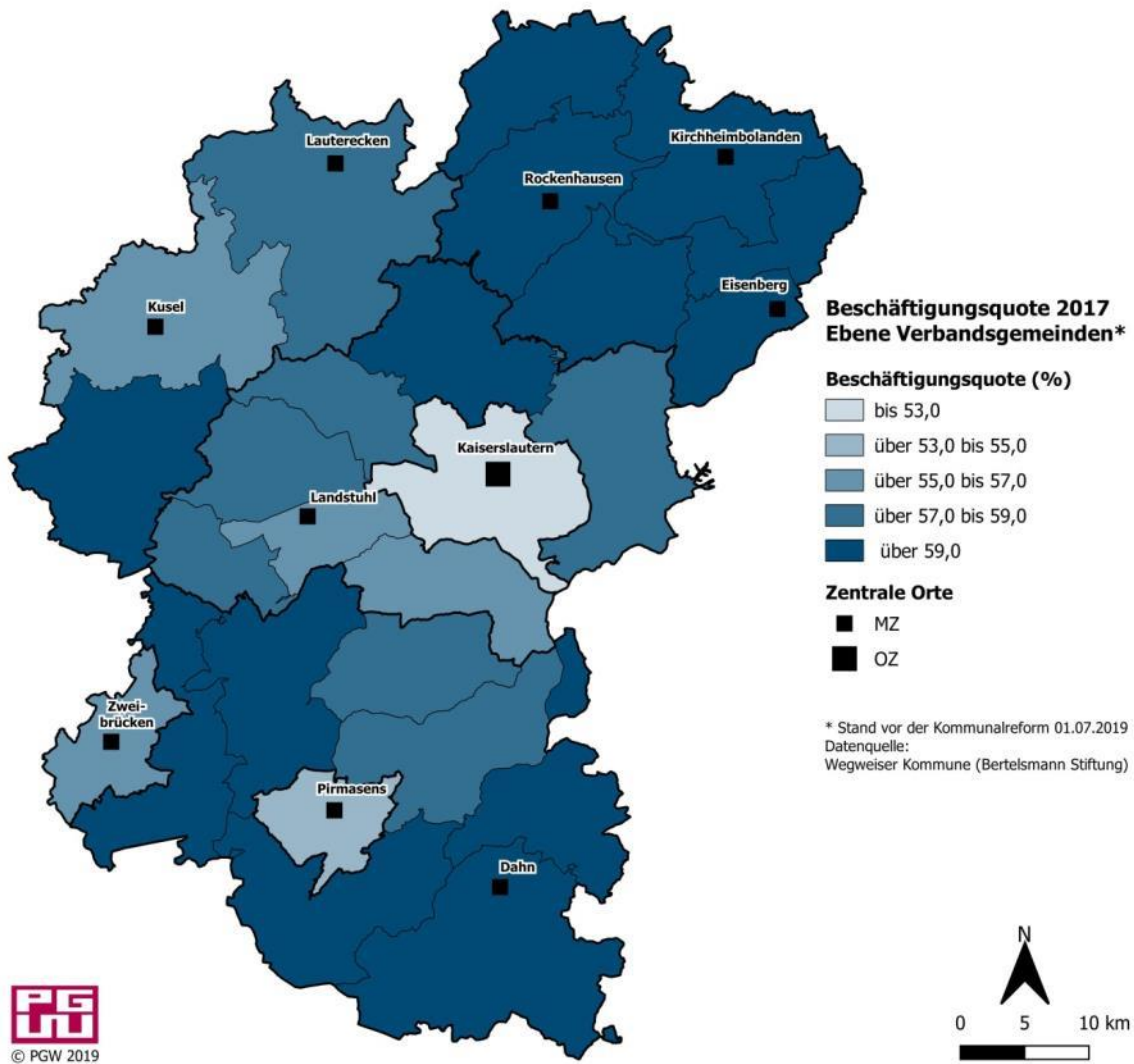 Lauterecken
Kirchheimbolanden
Rockenhausen
Eisenberg
Kusel
Kaiserslautern
Landstuhl
Zwei-
brücken
Pirmasens
Dahn
Beschäftigungsquote 2017
Ebene Verbandsgemeinden*
Beschäftigungsquote (%)
bis 53,0
über 53,0 bis 55,0
über 55,0 bis 57,0
über 57,0 bis 59,0
über 59,0
Zentrale Orte
MZ
OZ
* Stand vor der Kommunalreform 01.07.2019
Datenquelle:
Wegweiser Kommune (Bertelsmann Stiftung)
N
0 5 10 km
PGW
© PGW 2019